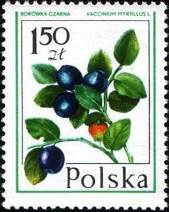 BORÓWKA CZARNA VACCINIUM MYRTILLUS L.
1,50
zł
Polska